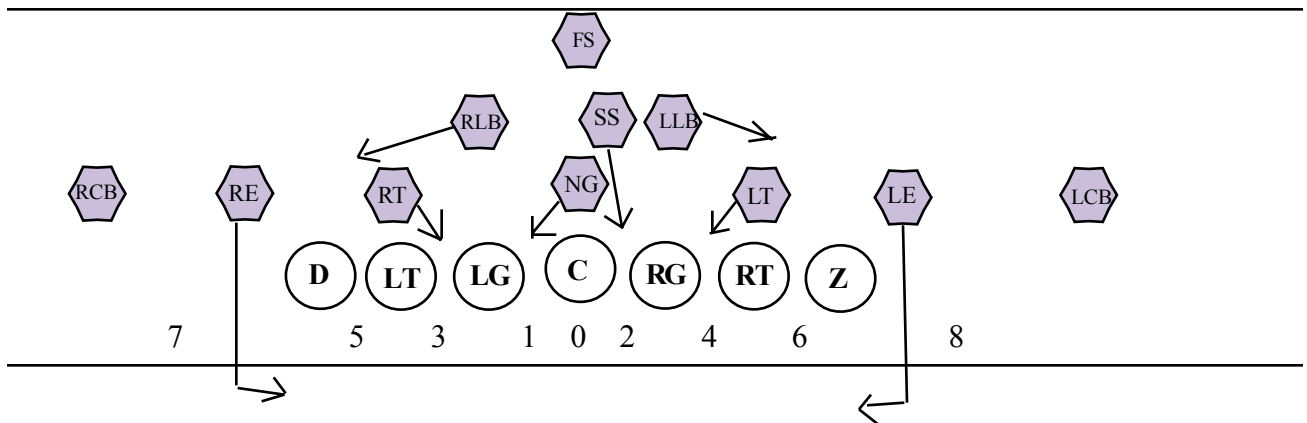 FS
RLB SS LLB
RCB RE RT NG LT LE LCB
D LT LG C RG RT Z
7 5 3 1 0 2 4 6 8